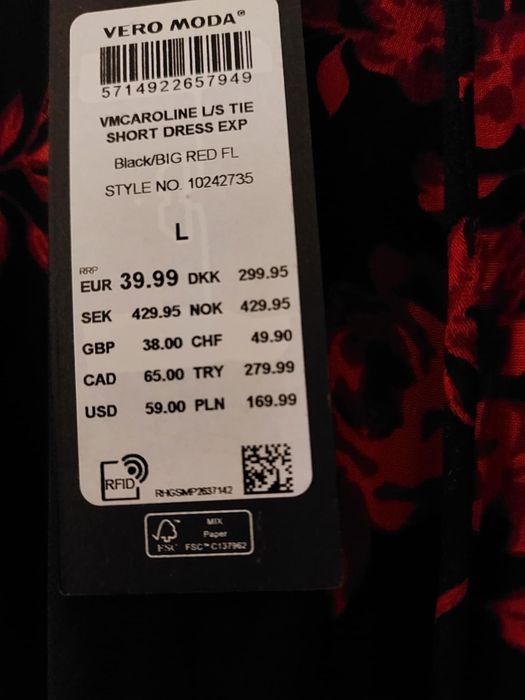 VERO MODA®
5714922657949
VMCAROLINE L/S TIE
SHORT DRESS EXP
Black/BIG RED FL
STYLE NO. 10242735
L
RRP
EUR 39.99 DKK 299.95
SEK 429.95 NOK 429.95
GBP 38.00 CHF 49.90
CAD 65.00 TRY 279.99
USD 59.00 PLN 169.99
RFID
RHGSMP2637142
FSC
MIX
Paper
FSC™ C137962